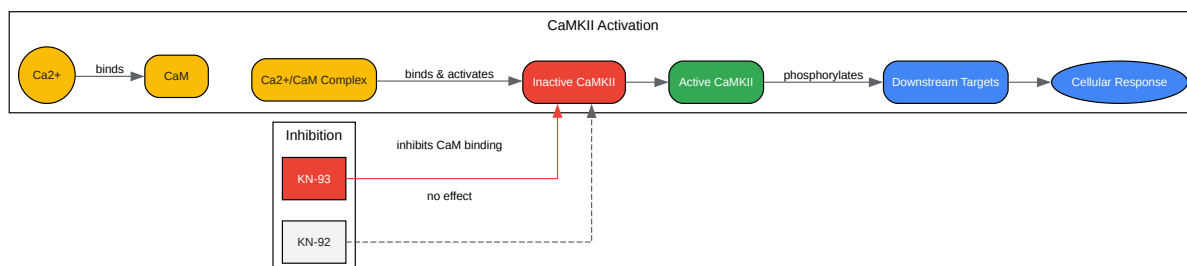 CaMKII Activation
Ca2+
binds
CaM
Ca2+/CaM Complex
binds & activates
Inactive CaMKII
Active CaMKII
phosphorylates
Downstream Targets
Cellular Response
Inhibition
inhibits CaM binding
KN-93
no effect
KN-92